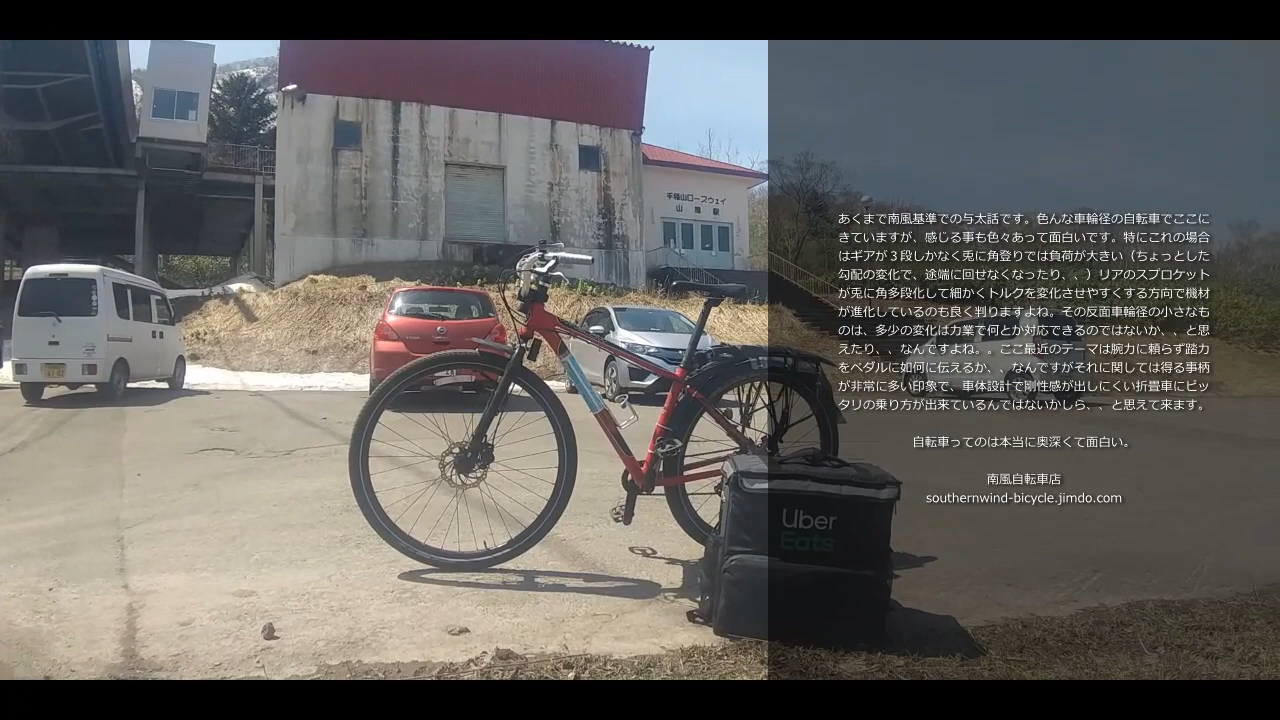 千福山ロープウェイ
山麓駅
あくまで南風基準での与太話です。色んな車輪径の自転車でここに
きていますが、感じる事も色々あって面白いです。特にこれの場合
はギアが３段しかなく兎に角登りでは負荷が大きい（ちょっとした
勾配の変化で、途端に回せなくなったり、、）リアのスプロケット
が兎に角多段化して細かくトルクを変化させやすくする方向で機材
が進化しているのも良く判りますよね。その反面車輪径の小さなも
のは、多少の変化は力業で何とか対応できるのではないか、、と思
えたり、、なんですよね。。ここ最近のテーマは腕力に頼らず踏力
をペダルに如何に伝えるか、、なんですがそれに関しては得る事柄
が非常に多い印象で、車体設計で剛性感が出しにくい折畳車にピッ
タリの乗り方が出来ているんではないかしら、、と思えて来ます。
自転車ってのは本当に奥深くて面白い。
南風自転車店
southernwind-bicycle.jimdo.com
Uber
Eats